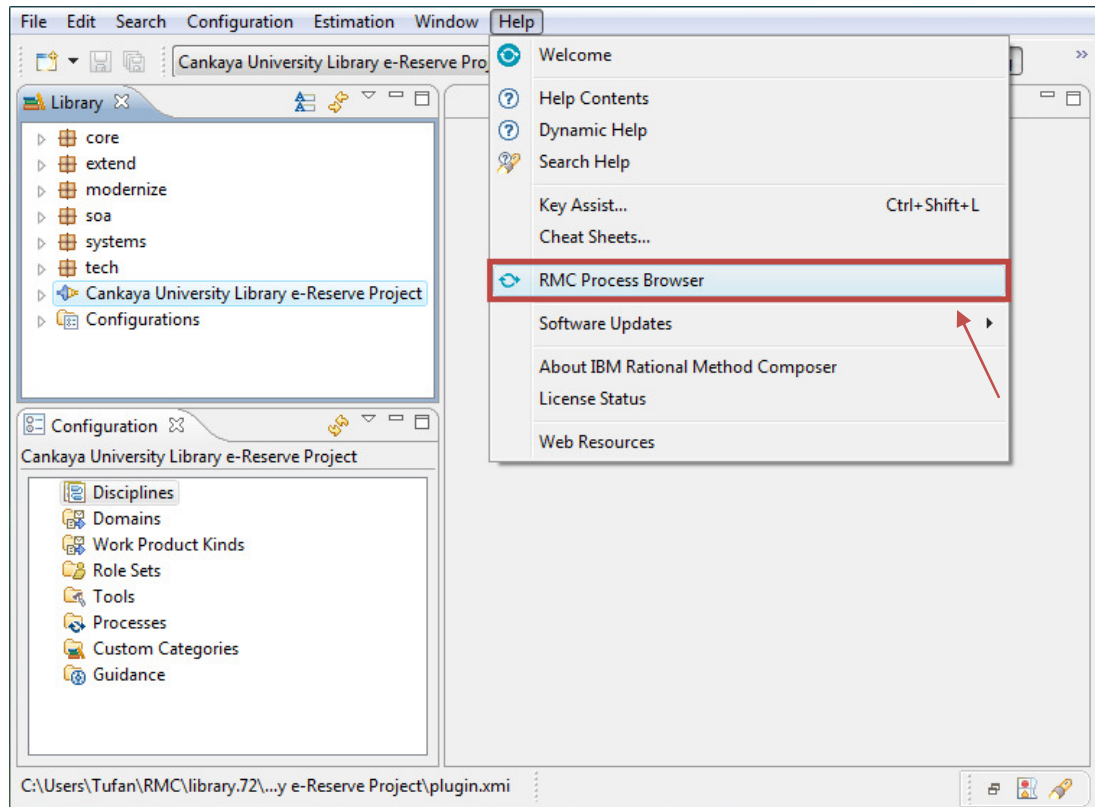 File Edit Search Configuration Estimation Window Help
Cankaya University Library e-Reserve Proj
Welcome
Library
Help Contents
Dynamic Help
Search Help
core
extend
modernize
soa
systems
tech
Cankaya University Library e-Reserve Project
Configurations
Key Assist... Ctrl+Shift+L
Cheat Sheets...
RMC Process Browser
Software Updates
About IBM Rational Method Composer
License Status
Web Resources
Configuration
Cankaya University Library e-Reserve Project
Disciplines
Domains
Work Product Kinds
Role Sets
Tools
Processes
Custom Categories
Guidance
C:\Users\Tufan\RMC\library.72\...y e-Reserve Project\plugin.xmi